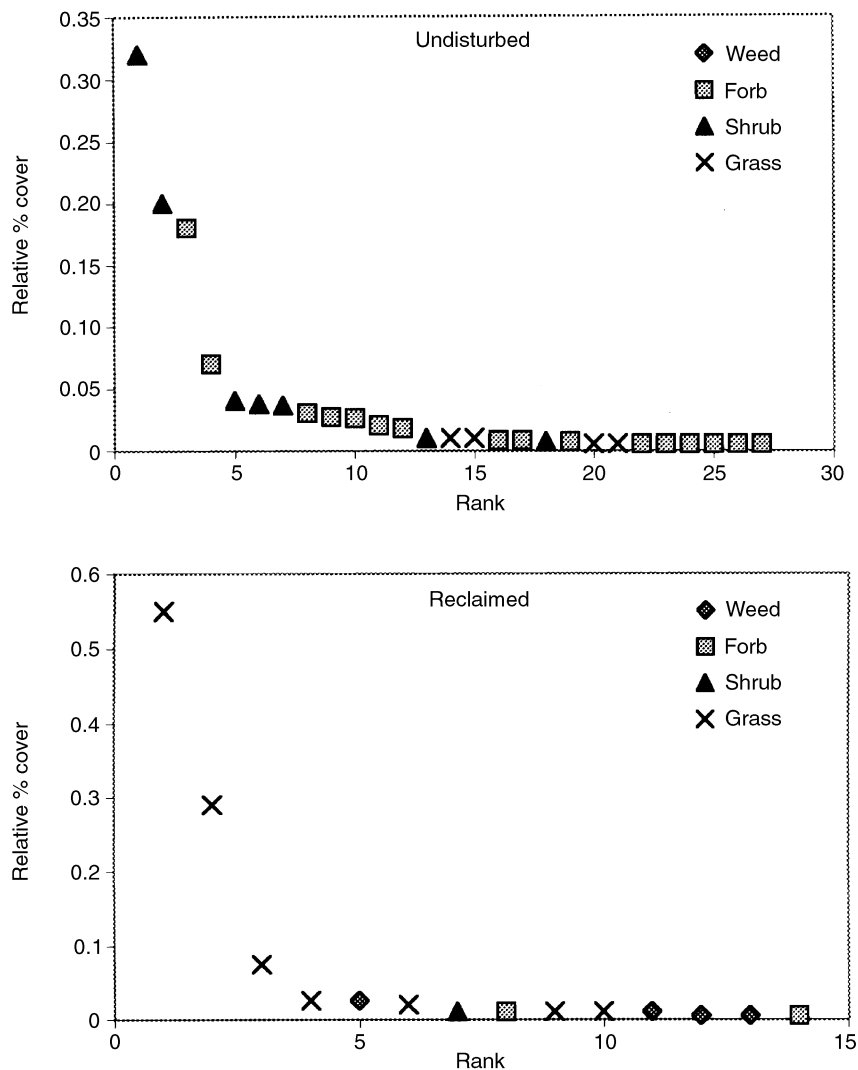 Undisturbed
0.35
0.30
0.25
0.20
0.15
0.10
0.05
0
Relative % cover
Weed
Forb
Shrub
Grass
0 5 10 15 20 25 30
Rank
Reclaimed
0.6
0.5
0.4
0.3
0.2
0.1
0
Relative % cover
Weed
Forb
Shrub
Grass
0 5 10 15
Rank